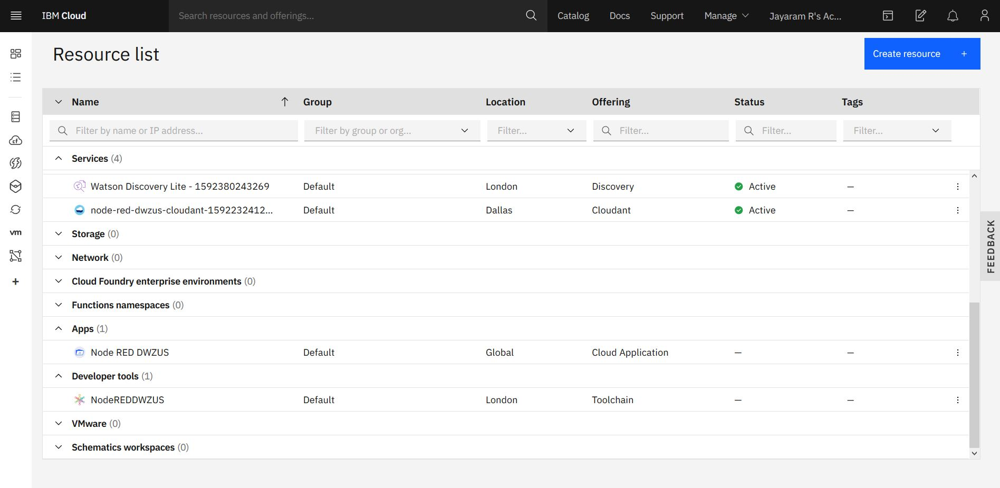 IBM Cloud
Search resources and offerings...
Catalog
Docs
Support
Manage
Jayaram R's Ac...
Resource list
Create resource +
Name Group Location Offering Status Tags
Filter by name or IP address... Filter by group or org... Filter... Filter... Filter... Filter...
Services (4)
Watson Discovery Lite - 1592380243269 Default London Discovery Active —
node-red-dwzus-cloudant-1592232412... Default Dallas Cloudant Active —
Storage (0)
Network (0)
Cloud Foundry enterprise environments (0)
Functions namespaces (0)
Apps (1)
Node RED DWZUS Default Global Cloud Application — —
Developer tools (1)
NodeREDDWZUS Default London Toolchain — —
VMware (0)
Schematics workspaces (0)
cf
vm
FEEDBACK